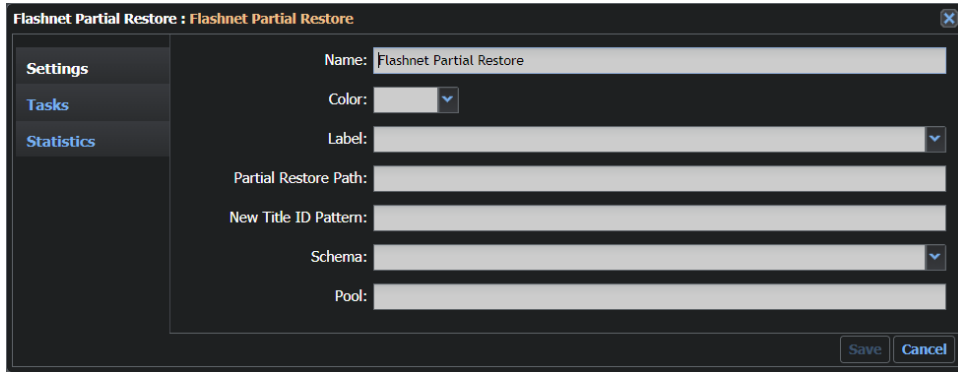 Flashnet Partial Restore : Flashnet Partial Restore
Settings
Tasks
Statistics
Name: Flashnet Partial Restore
Color:
Label:
Partial Restore Path:
New Title ID Pattern:
Schema:
Pool:
Save Cancel